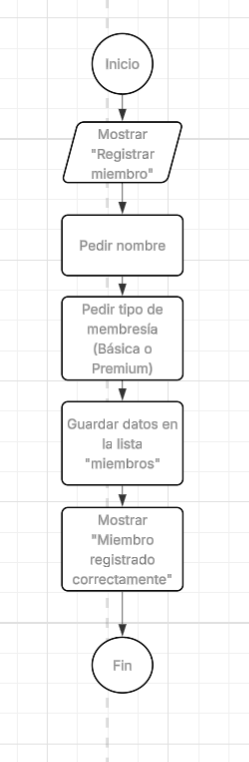 Inicio
Mostrar
"Registrar
miembro"
Pedir nombre
Pedir tipo de
membresía
(Básica o
Premium)
Guardar datos en
la lista
"miembros"
Mostrar
"Miembro
registrado
correctamente"
Fin